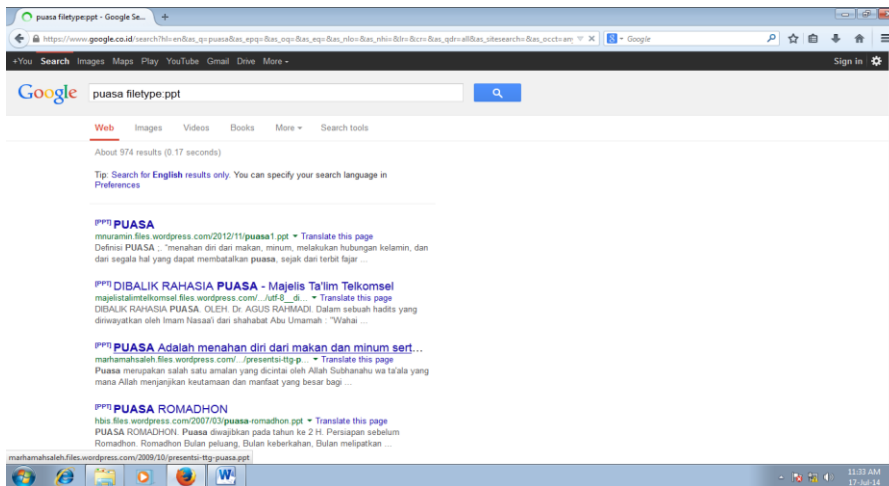 puasa filetype:ppt - Google Se...
https://www.google.co.id/search?hl=en&as_q=puasa&as_epq=&as_oq=&as_eq=&as_nlo=&as_nhi=&lr=&cr=&as_qdr=all&as_sitesearch=&as_occt=any
Google
+You Search Images Maps Play YouTube Gmail Drive More
Sign in
Google
puasa filetype:ppt
Web Images Videos Books More Search tools
About 974 results (0.17 seconds)
Tip: Search for English results only. You can specify your search language in
Preferences
[PPT] PUASA
mnuramin.files.wordpress.com/2012/11/puasa1.ppt Translate this page
Definisi PUASA ;. "menahan diri dari makan, minum, melakukan hubungan kelamin, dan
dari segala hal yang dapat membatalkan puasa, sejak dari terbit fajar ...
[PPT] DIBALIK RAHASIA PUASA - Majelis Ta'lim Telkomsel
majelistalimtelkomsel.files.wordpress.com/.../utf-8__di... Translate this page
DIBALIK RAHASIA PUASA. OLEH. Dr. AGUS RAHMADI. Dalam sebuah hadits yang
diriwayatkan oleh Imam Nasaa'i dari shahabat Abu Umamah : "Wahai ...
[PPT] PUASA Adalah menahan diri dari makan dan minum sert...
marhamahsaleh.files.wordpress.com/.../presentsi-ttg-p... Translate this page
Puasa merupakan salah satu amalan yang dicintai oleh Allah Subhanahu wa ta'ala yang
mana Allah menjanjikan keutamaan dan manfaat yang besar bagi ...
[PPT] PUASA ROMADHON
hbis.files.wordpress.com/2007/03/puasa-romadhon.ppt Translate this page
PUASA ROMADHON. Puasa diwajibkan pada tahun ke 2 H. Persiapan sebelum
Romadhon. Romadhon Bulan peluang, Bulan keberkahan, Bulan melipatkan ...
marhamahsaleh.files.wordpress.com/2009/10/presentsi-ttg-puasa.ppt
11:33 AM
17-Jul-14